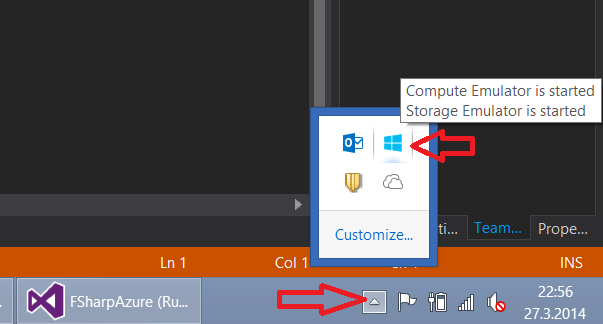 Compute Emulator is started
Storage Emulator is started
Customize...
ti...
Team...
Prope...
Ln 1
Col 1
INS
FSharpAzure (Ru...
22:56
27.3.2014